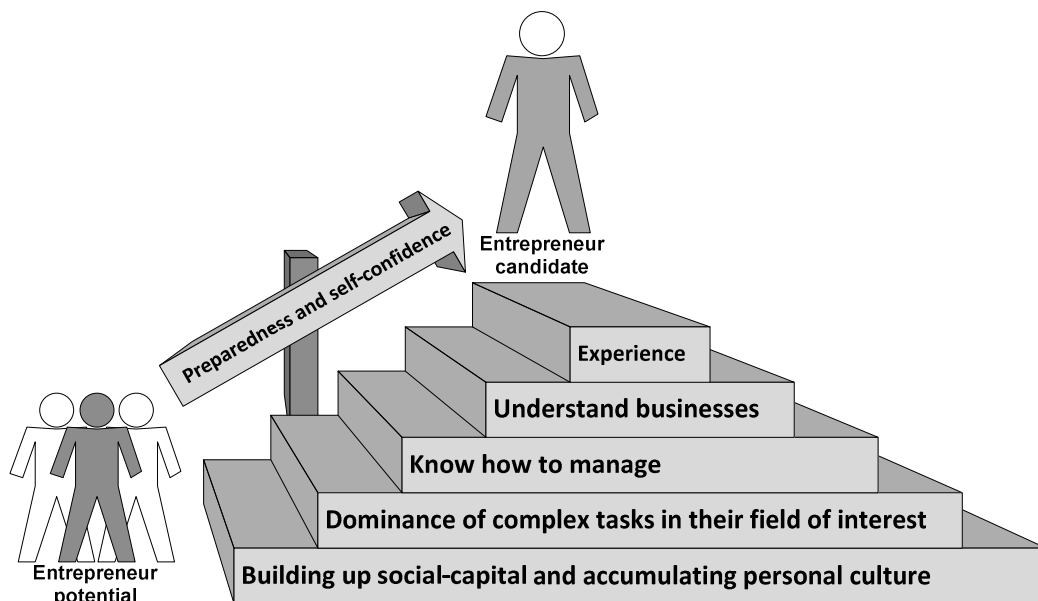 Entrepreneur
candidate
Preparedness and self-confidence
Experience
Understand businesses
Know how to manage
Dominance of complex tasks in their field of interest
Building up social-capital and accumulating personal culture
Entrepreneur
potential